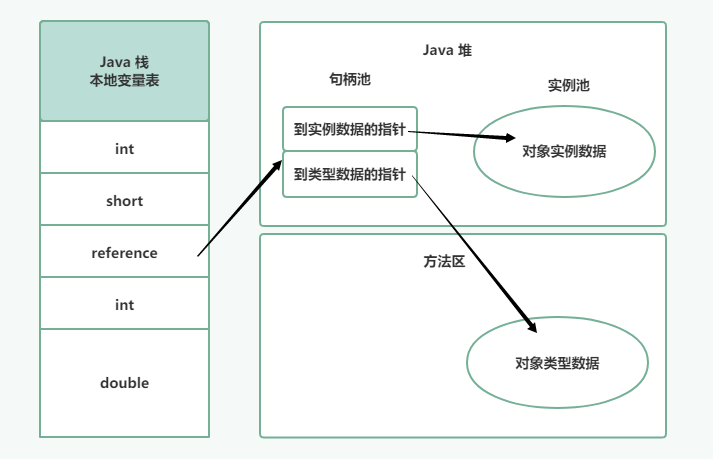 Java 栈
本地变量表
int
short
reference
int
double
Java 堆
句柄池
实例池
到实例数据的指针
到类型数据的指针
对象实例数据
方法区
对象类型数据